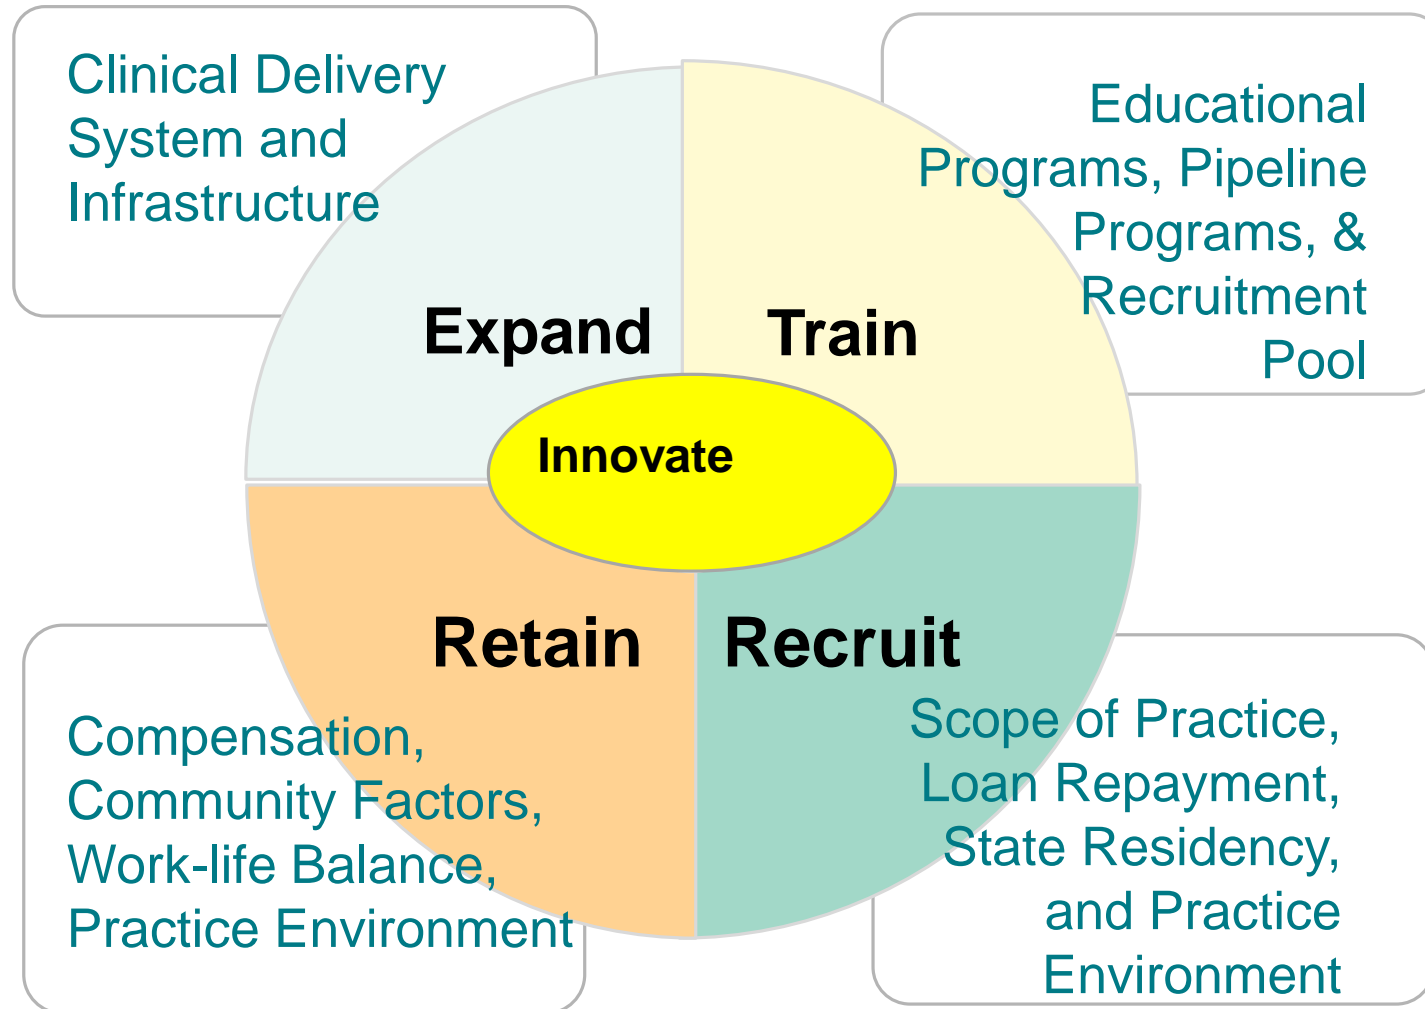 Clinical Delivery
System and
Infrastructure
Educational
Programs, Pipeline
Programs, &
Recruitment
Pool
Expand
Train
Innovate
Retain
Recruit
Compensation,
Community Factors,
Work-life Balance,
Practice Environment
Scope of Practice,
Loan Repayment,
State Residency,
and Practice
Environment